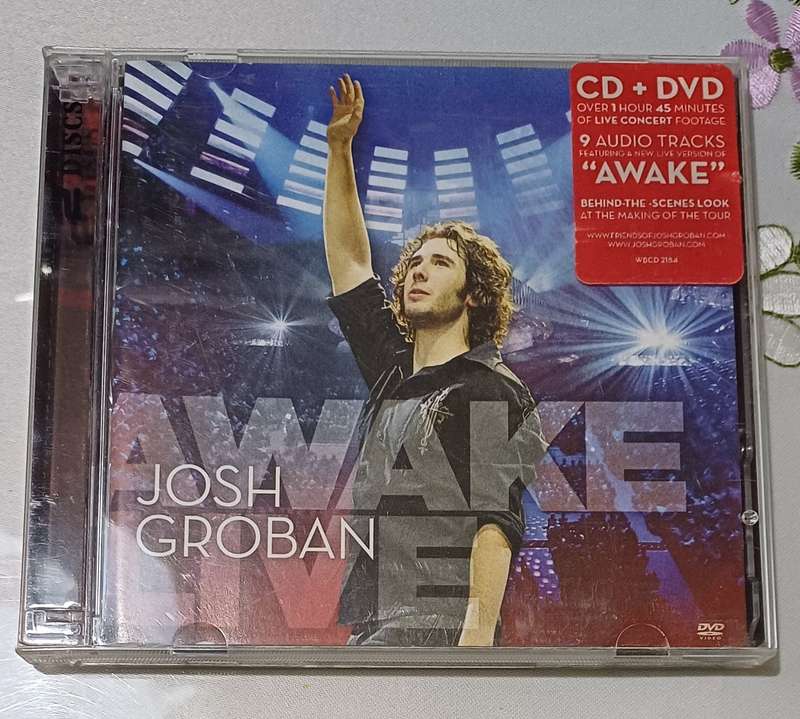 DISCS
CD + DVD
OVER 1 HOUR 45 MINUTES
OF LIVE CONCERT FOOTAGE
9 AUDIO TRACKS
FEATURING A NEW LIVE VERSION OF
“AWAKE”
BEHIND-THE-SCENES LOOK
AT THE MAKING OF THE TOUR
WWW.FRIENDSOFJOSHGROBAN.COM
WWW.JOSHGROBAN.COM
WBCD 2184
AWAKE
JOSH
GROBAN
LIVE
DVD
VIDEO